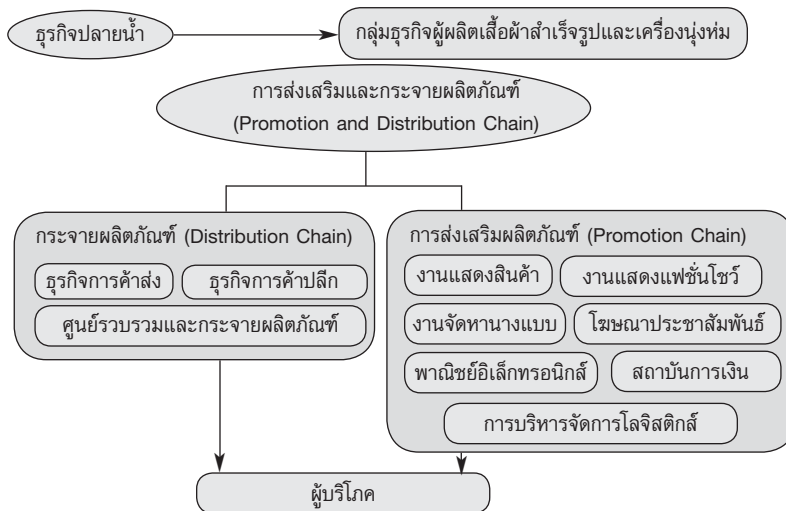 ธุรกิจปลายน้ำ
กลุ่มธุรกิจผู้ผลิตเสื้อผ้าสำเร็จรูปและเครื่องนุ่งห่ม
การส่งเสริมและกระจายผลิตภัณฑ์
(Promotion and Distribution Chain)
กระจายผลิตภัณฑ์ (Distribution Chain)
ธุรกิจการค้าส่ง
ธุรกิจการค้าปลีก
ศูนย์รวบรวมและกระจายผลิตภัณฑ์
การส่งเสริมผลิตภัณฑ์ (Promotion Chain)
งานแสดงสินค้า
งานแสดงแฟชั่นโชว์
งานจัดหานางแบบ
โฆษณาประชาสัมพันธ์
พาณิชย์อิเล็กทรอนิกส์
สถาบันการเงิน
การบริหารจัดการโลจิสติกส์
ผู้บริโภค